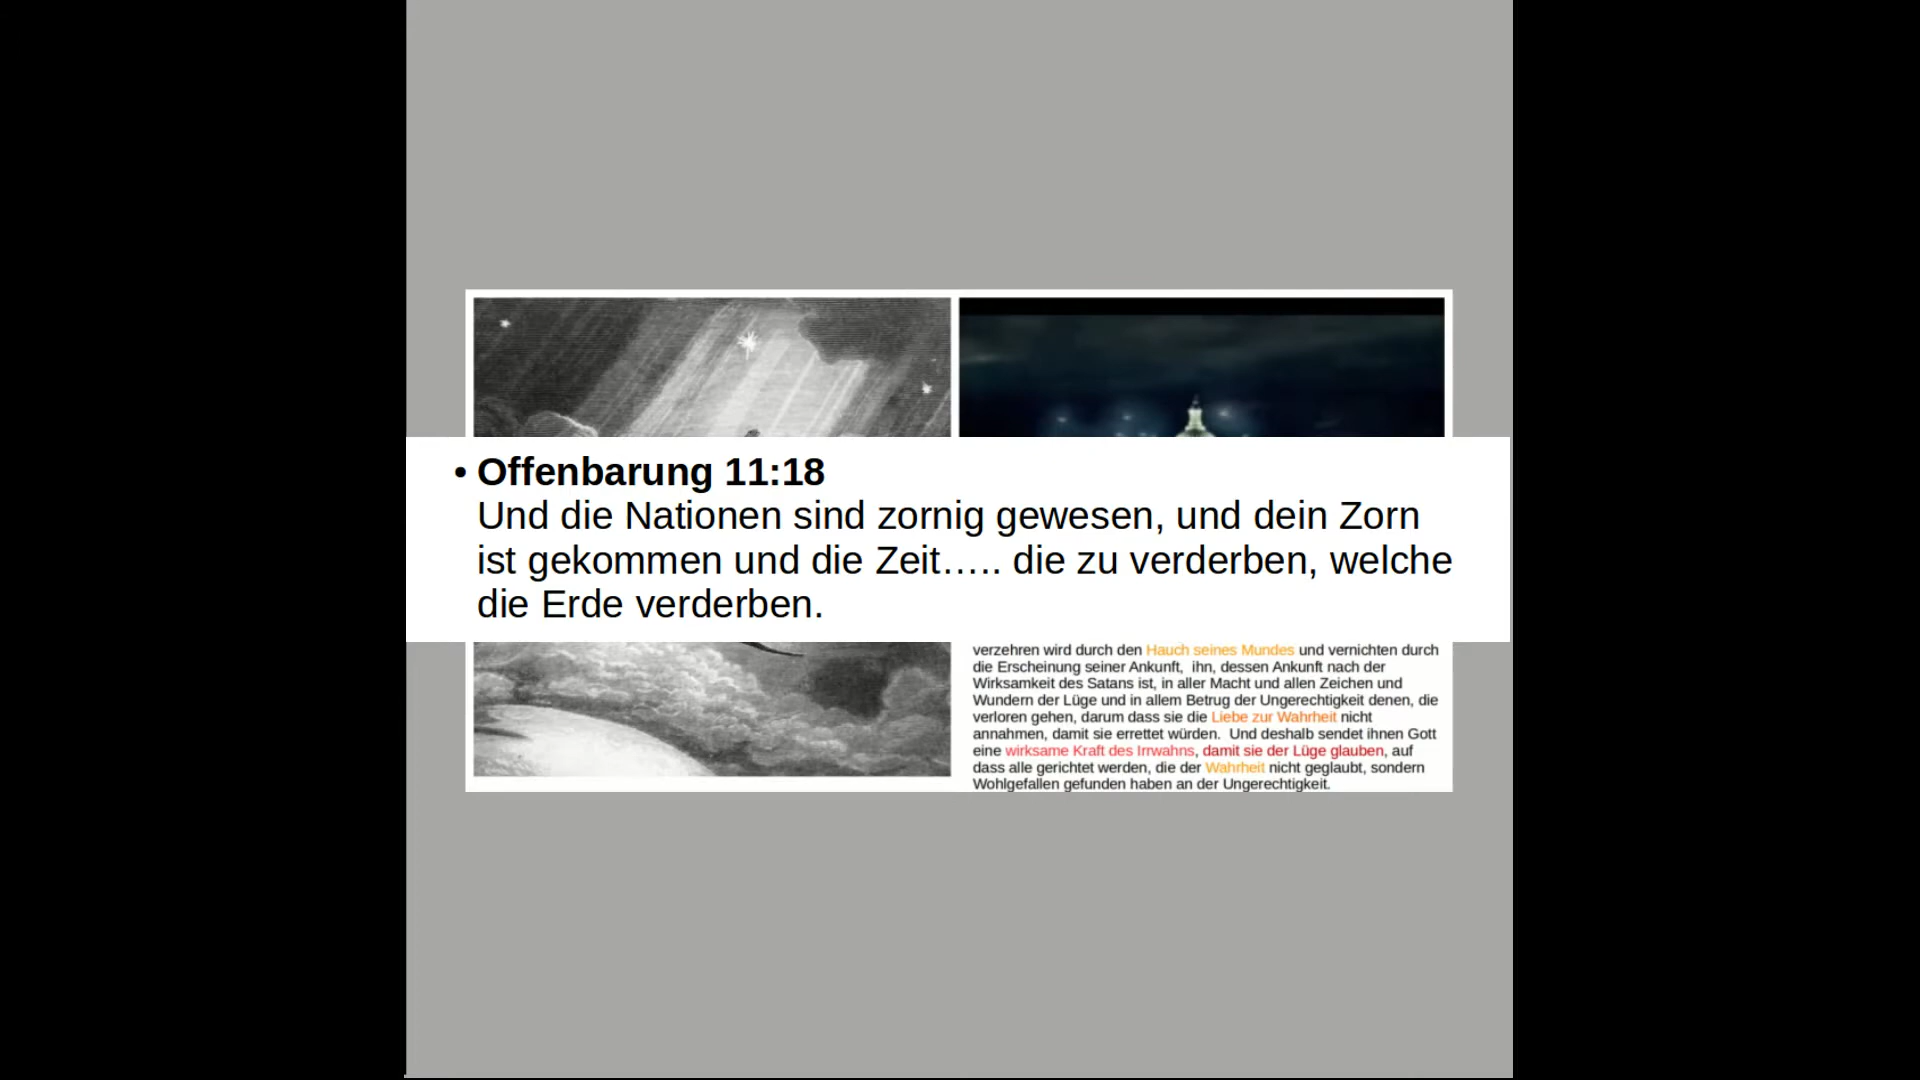 • Offenbarung 11:18
Und die Nationen sind zornig gewesen, und dein Zorn
ist gekommen und die Zeit….. die zu verderben, welche
die Erde verderben.
verzehren wird durch den Hauch seines Mundes und vernichten durch
die Erscheinung seiner Ankunft,  ihn, dessen Ankunft nach der
Wirksamkeit des Satans ist, in aller Macht und allen Zeichen und
Wundern der Lüge und in allem Betrug der Ungerechtigkeit denen, die
verloren gehen, darum dass sie die Liebe zur Wahrheit nicht
annahmen, damit sie errettet würden.  Und deshalb sendet ihnen Gott
eine wirksame Kraft des Irrwahns, damit sie der Lüge glauben, auf
dass alle gerichtet werden, die der Wahrheit nicht geglaubt, sondern
Wohlgefallen gefunden haben an der Ungerechtigkeit.